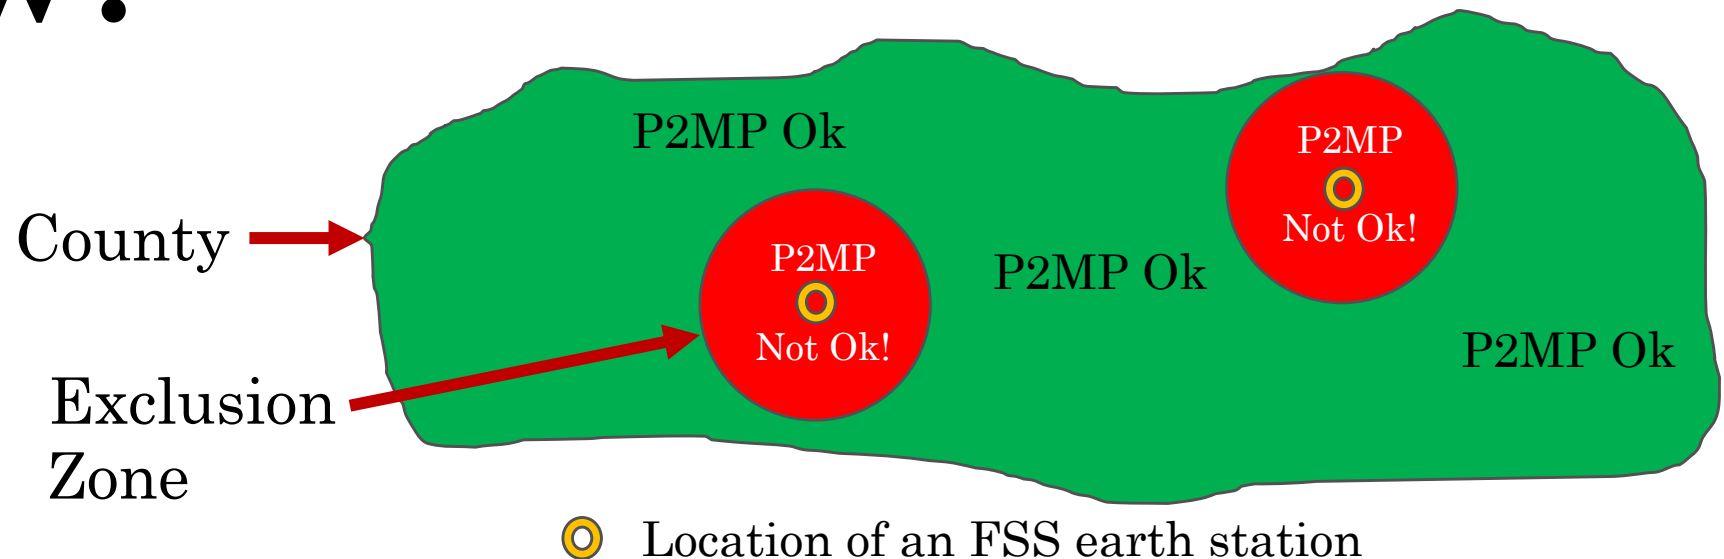 P2MP Ok
P2MP
Not Ok!
County
P2MP
Not Ok!
P2MP Ok
P2MP Ok
Exclusion
Zone
Location of an FSS earth station